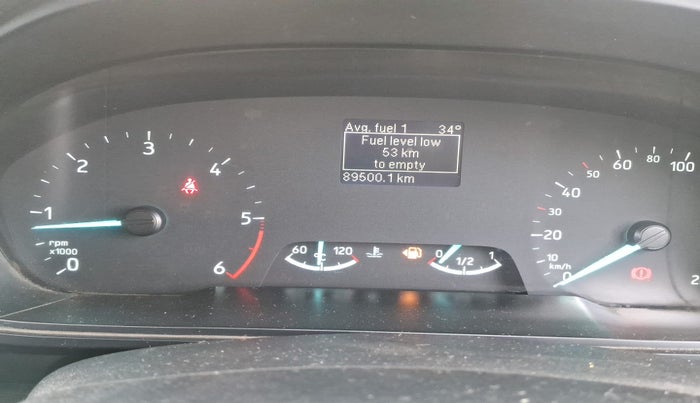 Avg. fuel 1 34°
Fuel level low
53 km
to empty
89500.1 km
0 1 2 3 4 5 6
rpm
x1000
60 °C 120
0 1/2 1
0 10 20 30 40 50 60 80 100
km/h
2